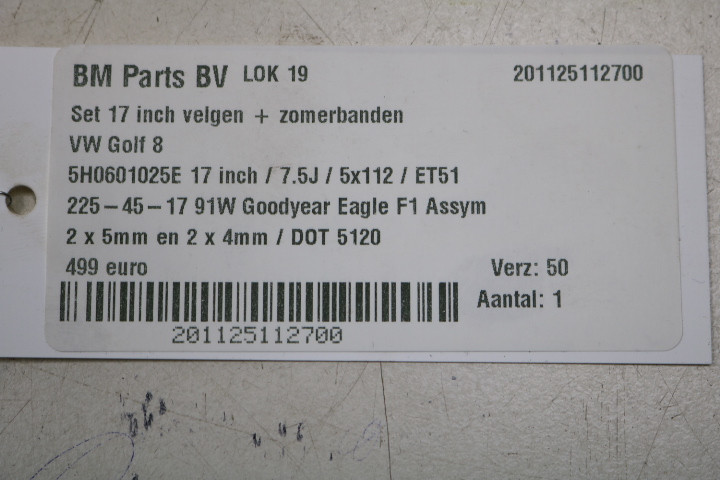 BM Parts BV LOK 19 201125112700
Set 17 inch velgen + zomerbanden
VW Golf 8
5H0601025E 17 inch / 7.5J / 5x112 / ET51
225-45-17 91W Goodyear Eagle F1 Assym
2 x 5mm en 2 x 4mm / DOT 5120
499 euro Verz: 50
Aantal: 1
201125112700